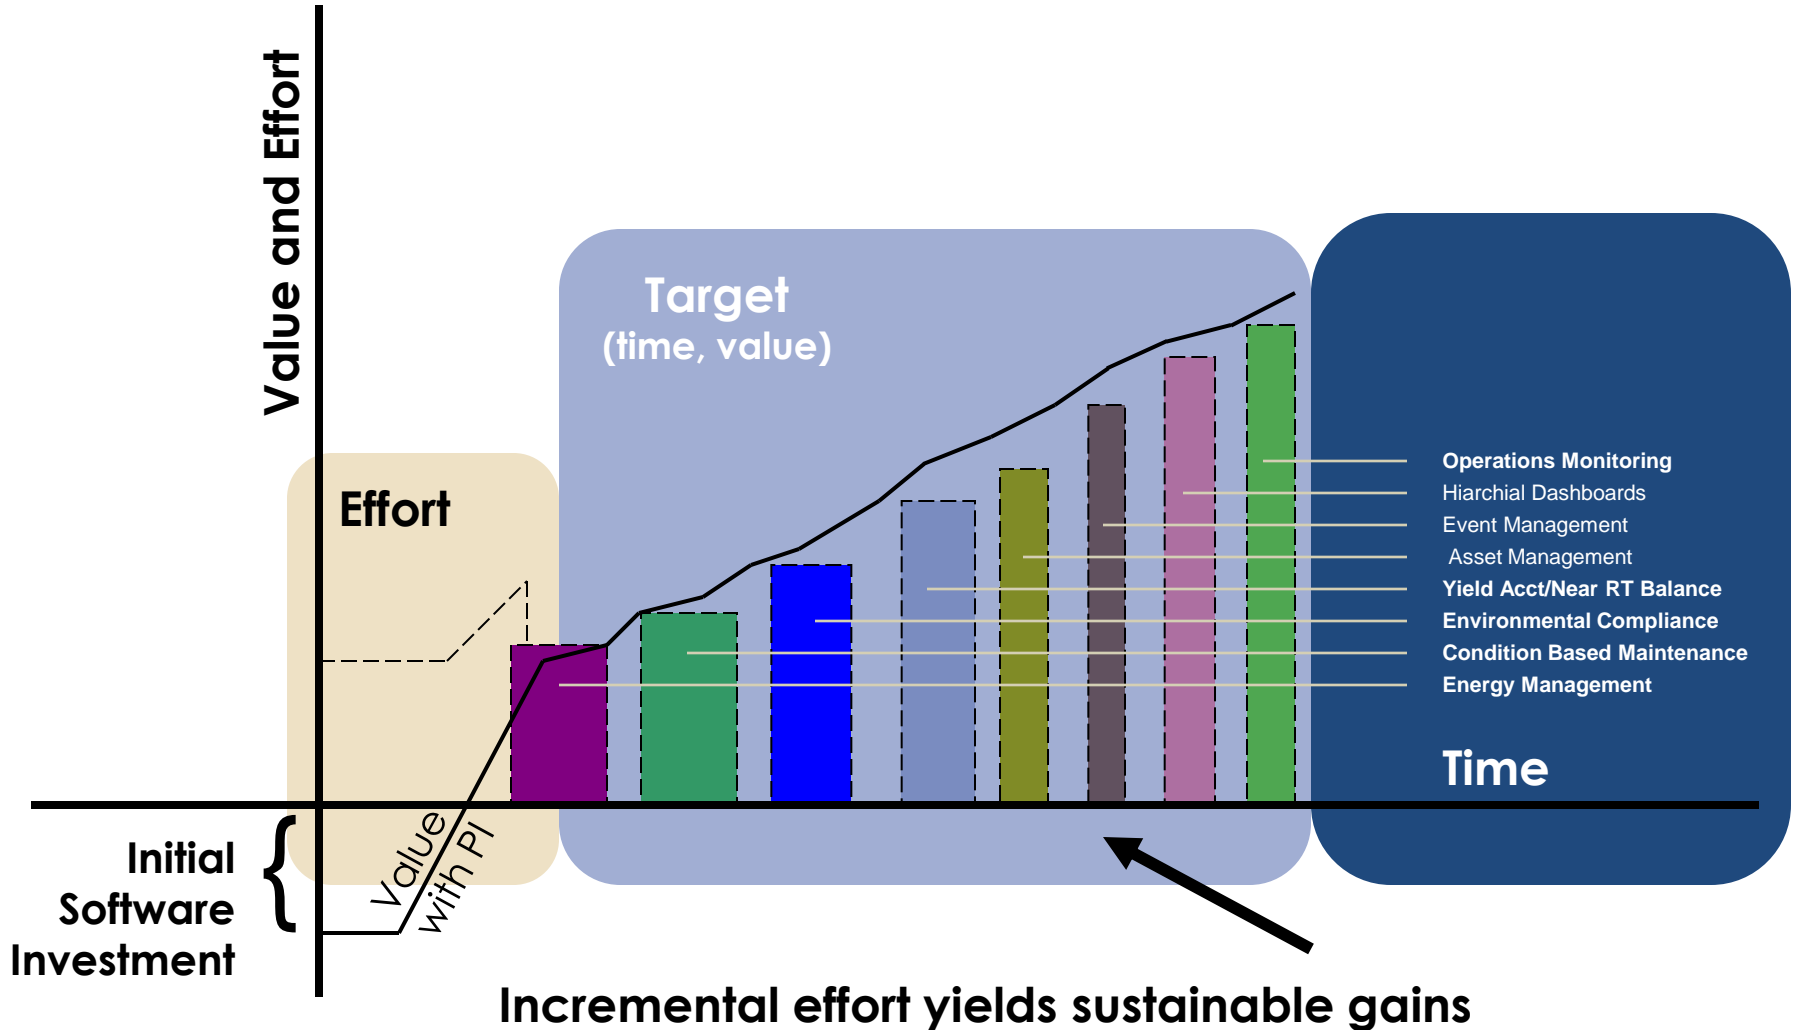 Value and Effort
Target
(time, value)
Effort
Operations Monitoring
Hiarchial Dashboards
Event Management
Asset Management
Yield Acct/Near RT Balance
Environmental Compliance
Condition Based Maintenance
Energy Management
Time
Value
with PI
{
Initial
Software
Investment
Incremental effort yields sustainable gains